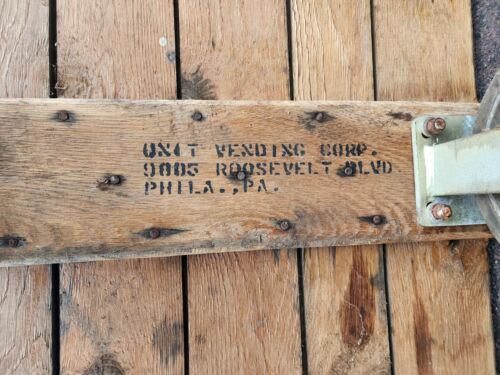 UNIT VENDING CORP.
9005 ROOSEVELT BLVD
PHILA., PA.